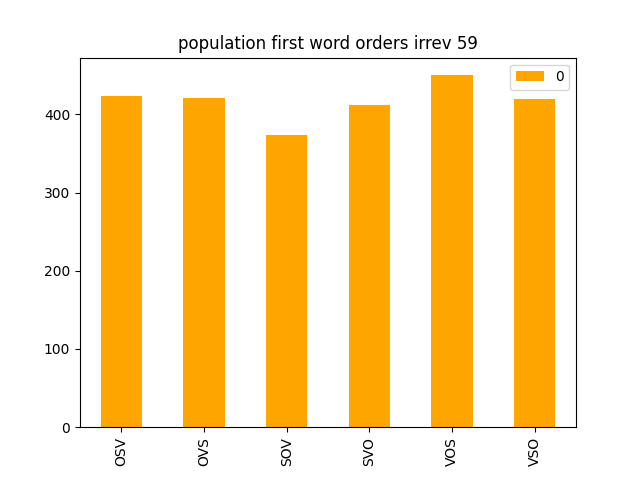 population first word orders irrev 59
0
400
300
200
100
0
OSV
OVS
SOV
SVO
VOS
VSO